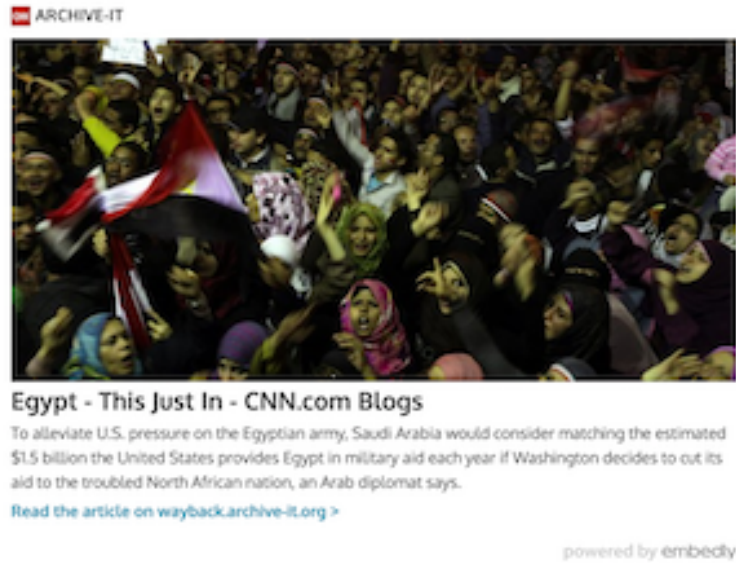 CNN ARCHIVE-IT
Egypt - This Just In - CNN.com Blogs
To alleviate U.S. pressure on the Egyptian army, Saudi Arabia would consider matching the estimated
$1.5 billion the United States provides Egypt in military aid each year if Washington decides to cut its
aid to the troubled North African nation, an Arab diplomat says.
Read the article on wayback.archive-it.org >
powered by embedly